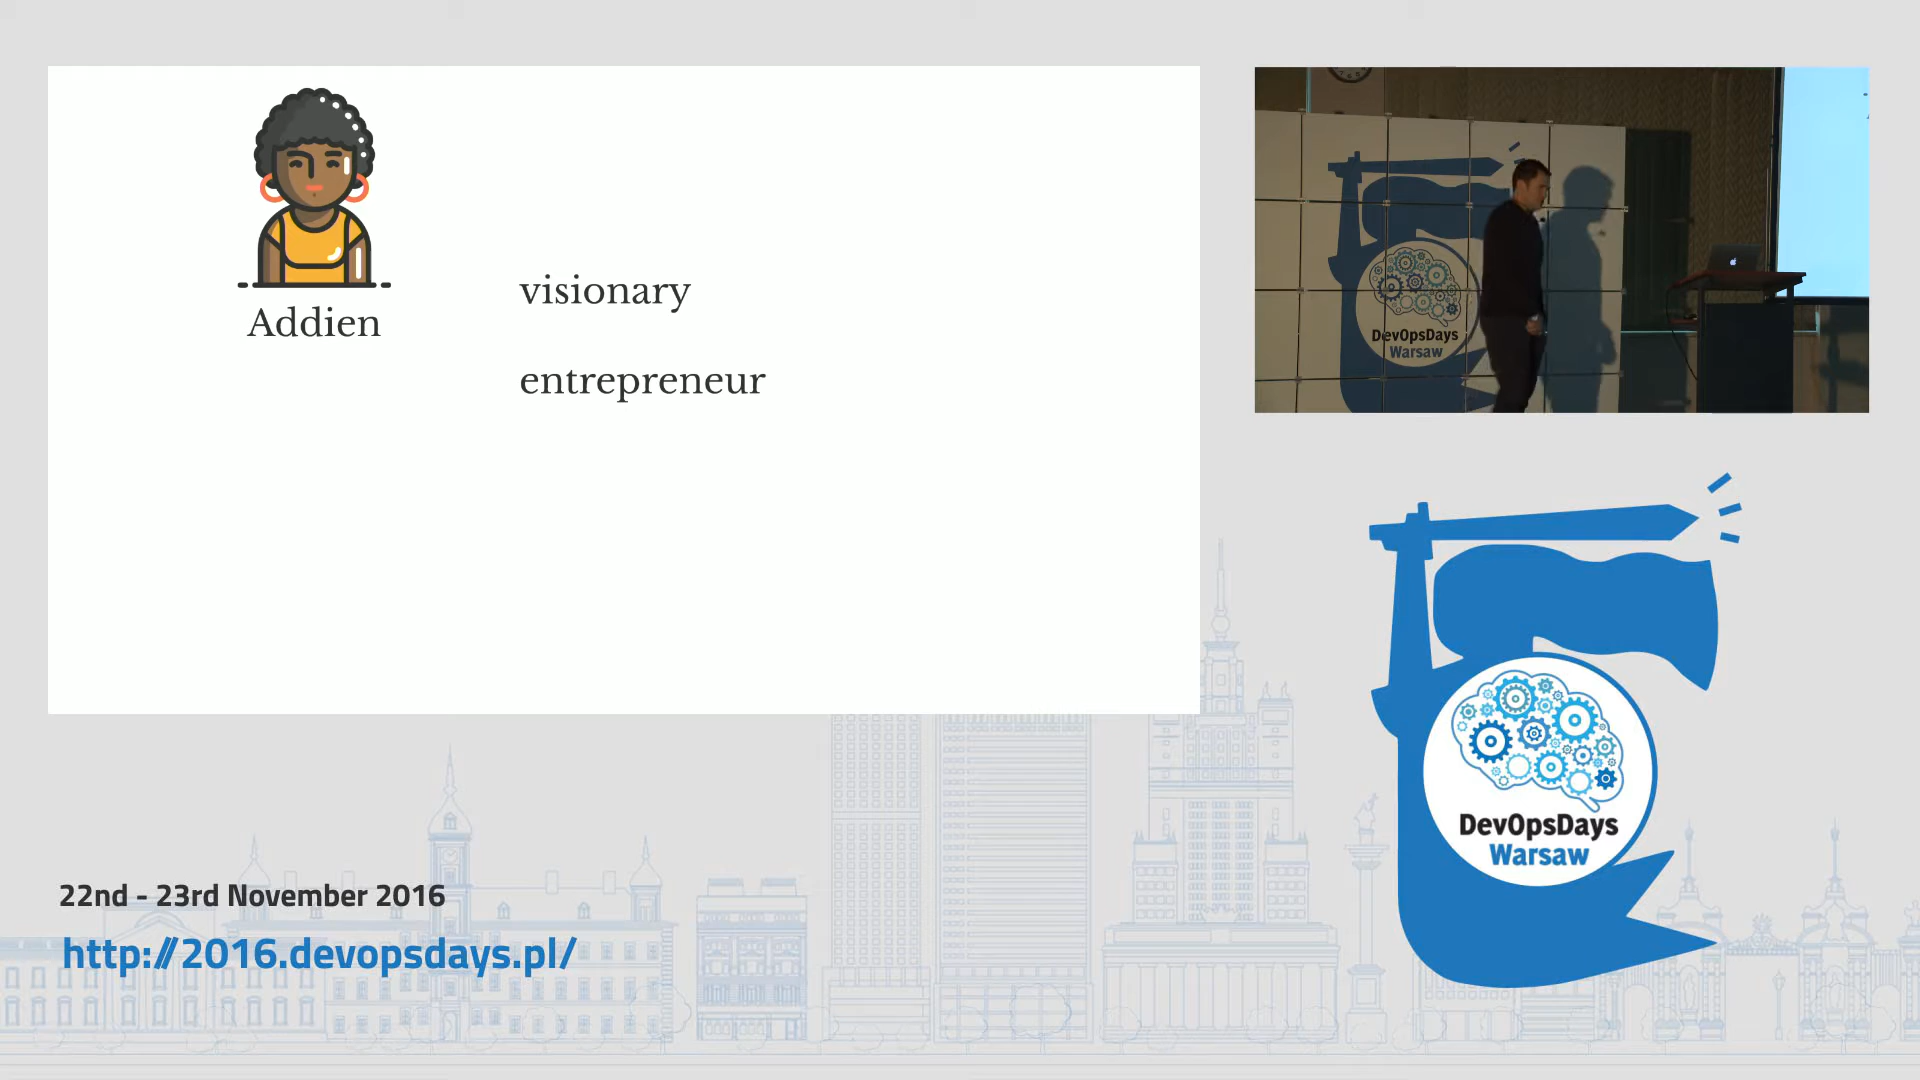 Addien
visionary
entrepreneur
DevOpsDays
Warsaw
DevOpsDays
Warsaw
22nd - 23rd November 2016
http://2016.devopsdays.pl/